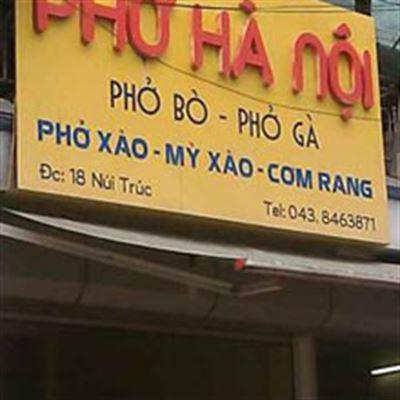 PHỞ HÀ NỘI
PHỞ BÒ - PHỞ GÀ
PHỞ XÀO - MỲ XÀO - COM RANG
Đc: 18 Núi Trúc
Tel: 043. 8463871